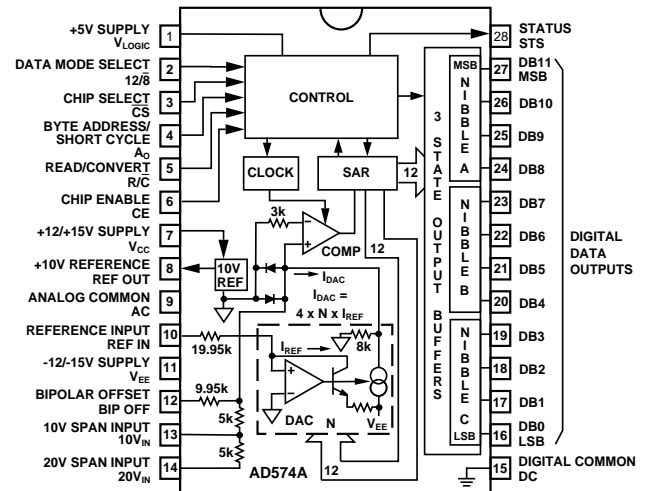 +5V SUPPLY
VLOGIC
1
DATA MODE SELECT
12/8̅
2
CHIP SELECT
C̅S̅
3
BYTE ADDRESS/
SHORT CYCLE
AO
4
READ/CONVERT
R/C̅
5
CHIP ENABLE
CE
6
+12/+15V SUPPLY
VCC
7
+10V REFERENCE
REF OUT
8
ANALOG COMMON
AC
9
REFERENCE INPUT
REF IN
10
-12/-15V SUPPLY
VEE
11
BIPOLAR OFFSET
BIP OFF
12
10V SPAN INPUT
10VIN
13
20V SPAN INPUT
20VIN
14
CONTROL
CLOCK
SAR
12
3k
COMP
12
10V
REF
IDAC
IDAC =
4 x N x IREF
19.95k
IREF
8k
9.95k
5k
5k
DAC
N
VEE
12
AD574A
3 STATE OUTPUT BUFFERS
MSB
NIBBLE A
NIBBLE B
NIBBLE C
LSB
28
STATUS
STS
27
DB11
MSB
26
DB10
25
DB9
24
DB8
23
DB7
22
DB6
21
DB5
20
DB4
19
DB3
18
DB2
17
DB1
16
DB0
LSB
15
DIGITAL COMMON
DC
DIGITAL
DATA
OUTPUTS